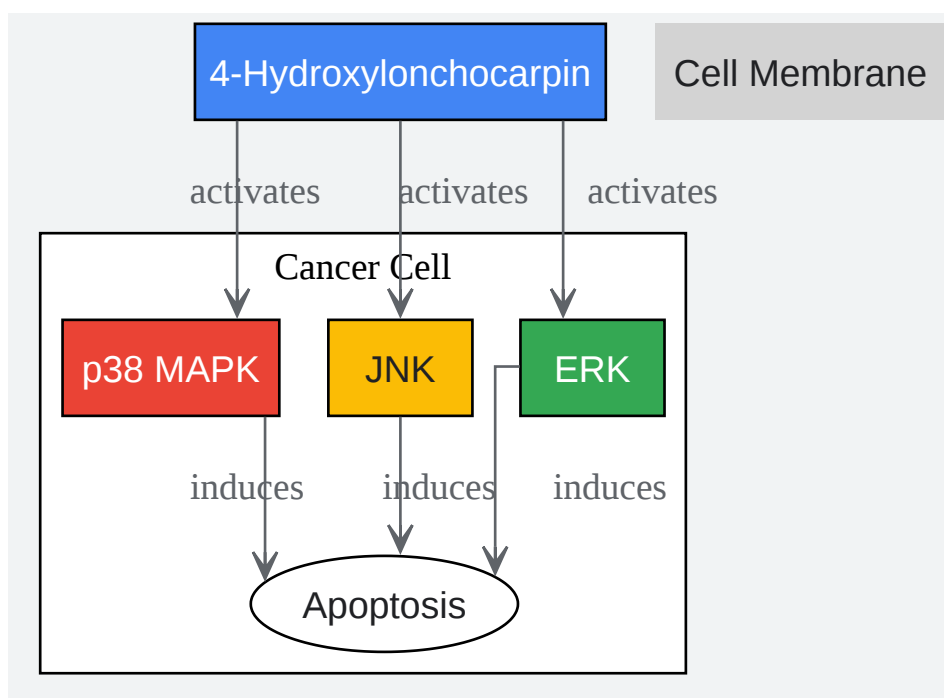 4-Hydroxylonchocarpin
Cell Membrane
activates
activates
activates
Cancer Cell
p38 MAPK
JNK
ERK
induces
induces
induces
Apoptosis